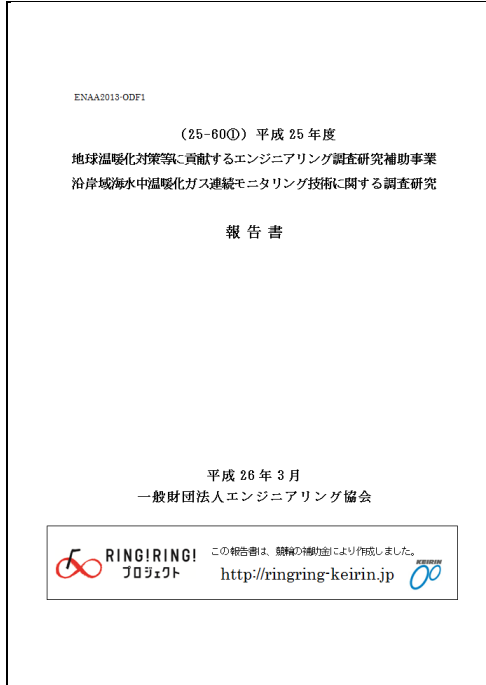 ENAA2013-ODF1
(25-60①) 平成 25 年度
地球温暖化対策等に貢献するエンジニアリング調査研究補助事業
沿岸域海水中温暖化ガス連続モニタリング技術に関する調査研究
報 告 書
平成 26 年 3 月
一般財団法人エンジニアリング協会
RING!RING!
プロジェクト
この報告書は、競輪の補助金により作成しました。
http://ringring-keirin.jp
KEIRIN